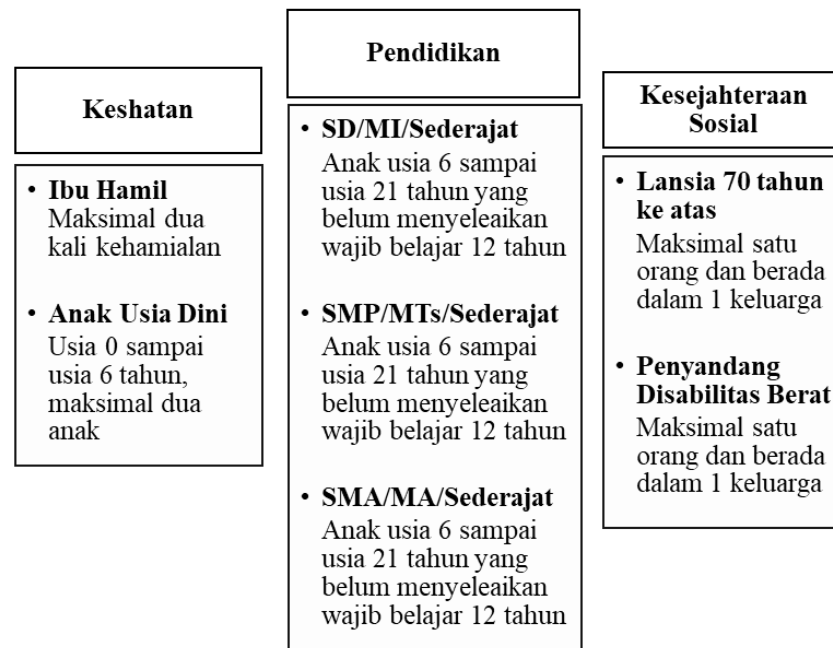 Keshatan
• Ibu Hamil
Maksimal dua
kali kehamialan
• Anak Usia Dini
Usia 0 sampai
usia 6 tahun,
maksimal dua
anak
Pendidikan
• SD/MI/Sederajat
Anak usia 6 sampai
usia 21 tahun yang
belum menyeleaikan
wajib belajar 12 tahun
• SMP/MTs/Sederajat
Anak usia 6 sampai
usia 21 tahun yang
belum menyeleaikan
wajib belajar 12 tahun
• SMA/MA/Sederajat
Anak usia 6 sampai
usia 21 tahun yang
belum menyeleaikan
wajib belajar 12 tahun
Kesejahteraan
Sosial
• Lansia 70 tahun
ke atas
Maksimal satu
orang dan berada
dalam 1 keluarga
• Penyandang
Disabilitas Berat
Maksimal satu
orang dan berada
dalam 1 keluarga